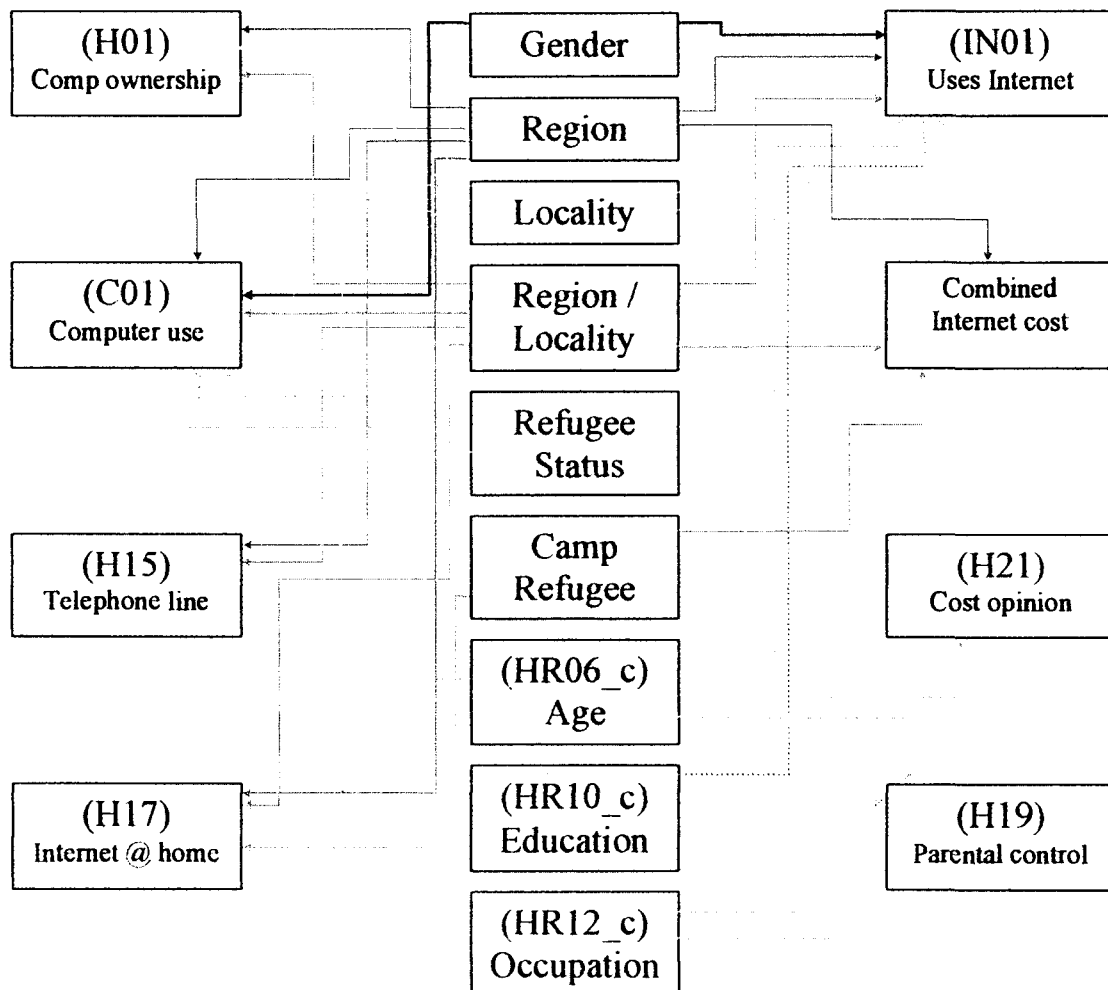 (H01)
Comp ownership
(C01)
Computer use
(H15)
Telephone line
(H17)
Internet @ home
Gender
Region
Locality
Region /
Locality
Refugee
Status
Camp
Refugee
(HR06_c)
Age
(HR10_c)
Education
(HR12_c)
Occupation
(IN01)
Uses Internet
Combined
Internet cost
(H21)
Cost opinion
(H19)
Parental control